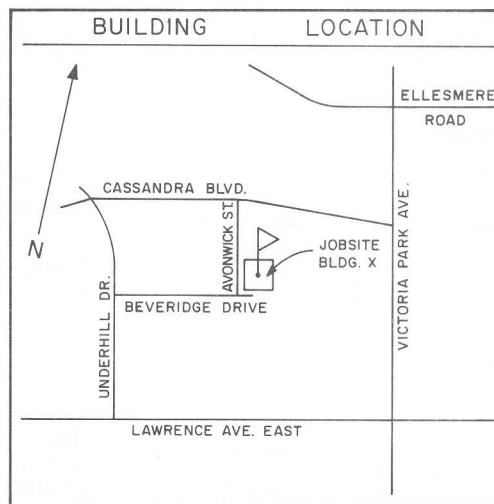 BUILDING LOCATION
ELLESMERE
ROAD
CASSANDRA BLVD.
AVONWICK ST.
VICTORIA PARK AVE.
N
JOBSITE
BLDG. X
UNDERHILL DR.
BEVERIDGE DRIVE
LAWRENCE AVE. EAST